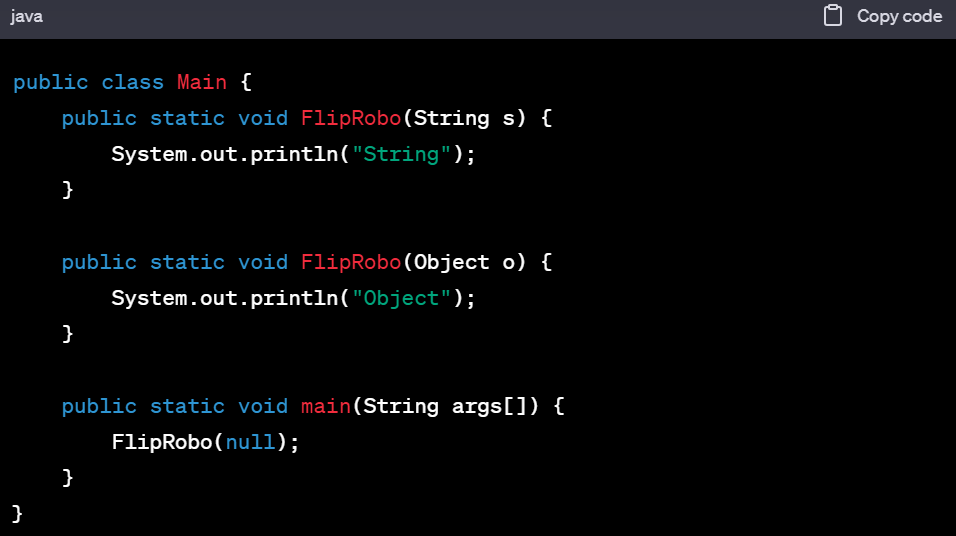 java
Copy code
public class Main {
    public static void FlipRobo(String s) {
        System.out.println("String");
    }

    public static void FlipRobo(Object o) {
        System.out.println("Object");
    }

    public static void main(String args[]) {
        FlipRobo(null);
    }
}